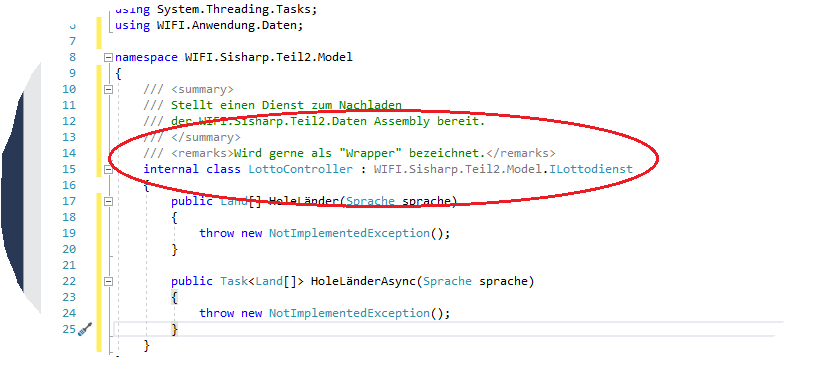 using System.Threading.Tasks;
6 using WIFI.Anwendung.Daten;
7
8 namespace WIFI.Sisharp.Teil2.Model
9 {
10 /// <summary>
11 /// Stellt einen Dienst zum Nachladen
12 /// der WIFI.Sisharp.Teil2.Daten Assembly bereit.
13 /// </summary>
14 /// <remarks>Wird gerne als "Wrapper" bezeichnet.</remarks>
15 internal class LottoController : WIFI.Sisharp.Teil2.Model.ILottodienst
16 {
17 public Land[] HoleLänder(Sprache sprache)
18 {
19 throw new NotImplementedException();
20 }
21
22 public Task<Land[]> HoleLänderAsync(Sprache sprache)
23 {
24 throw new NotImplementedException();
25 }
}